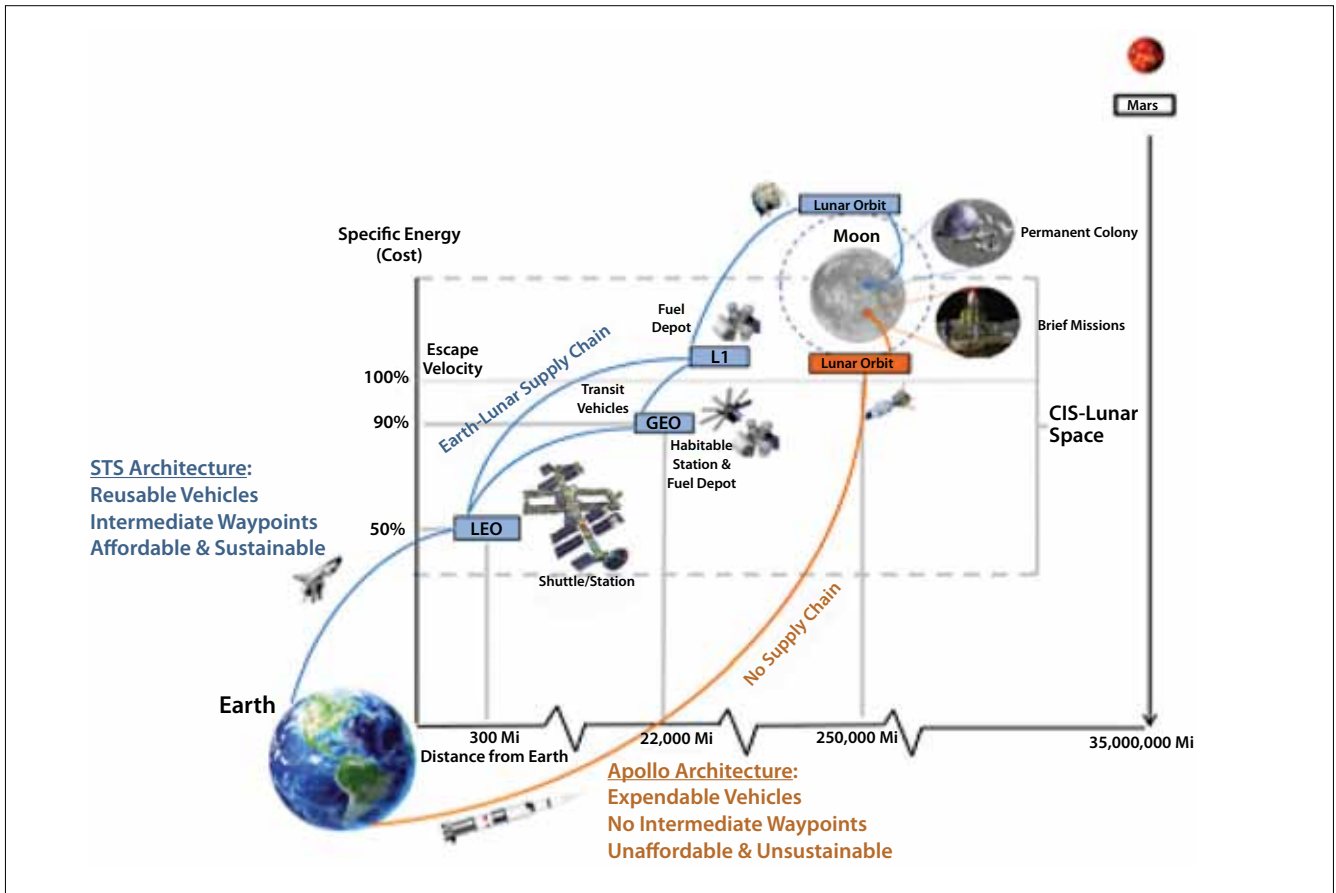 Mars
Lunar Orbit
Moon
Permanent Colony
Specific Energy
(Cost)
Fuel
Depot
Brief Missions
Escape
Velocity
L1
Lunar Orbit
100%
Earth-Lunar Supply Chain
Transit
Vehicles
90%
GEO
CIS-Lunar
Space
Habitable
Station &
Fuel Depot
STS Architecture:
Reusable Vehicles
Intermediate Waypoints
Affordable & Sustainable
50%
LEO
Shuttle/Station
No Supply Chain
Earth
300 Mi
22,000 Mi
250,000 Mi
35,000,000 Mi
Distance from Earth
Apollo Architecture:
Expendable Vehicles
No Intermediate Waypoints
Unaffordable & Unsustainable